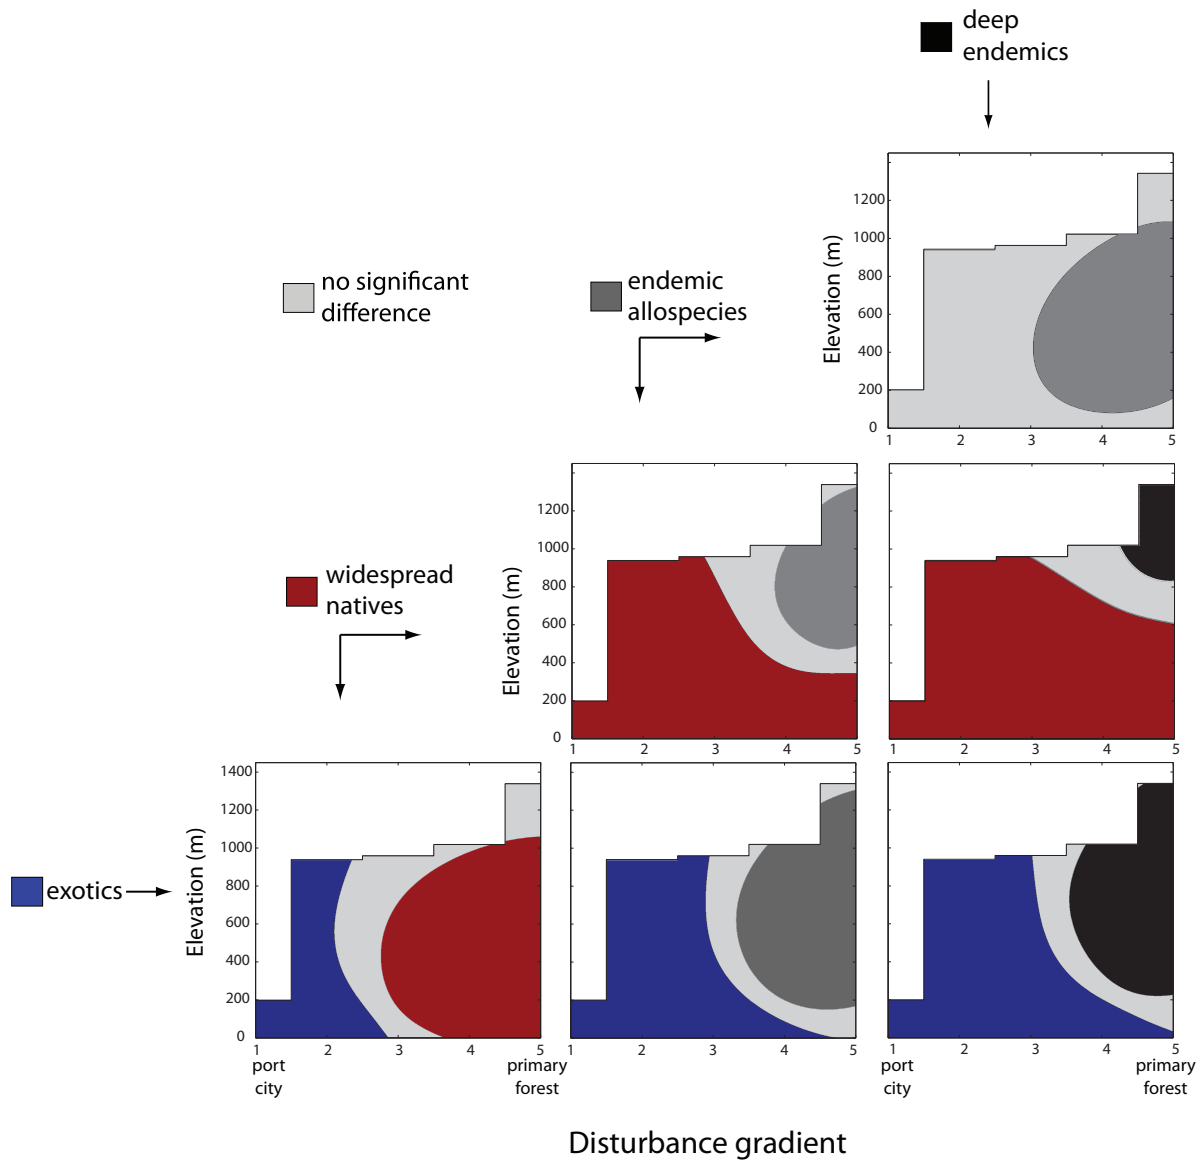 deep
endemics
no significant
difference
endemic
allospecies
Elevation (m)
1200
1000
800
600
400
200
0
1 2 3 4 5
widespread
natives
Elevation (m)
1200
1000
800
600
400
200
0
1 2 3 4 5
1 2 3 4 5
exotics
Elevation (m)
1400
1200
1000
800
600
400
200
0
1 2 3 4 5
1 2 3 4 5
1 2 3 4 5
port
city
primary
forest
port
city
primary
forest
Disturbance gradient